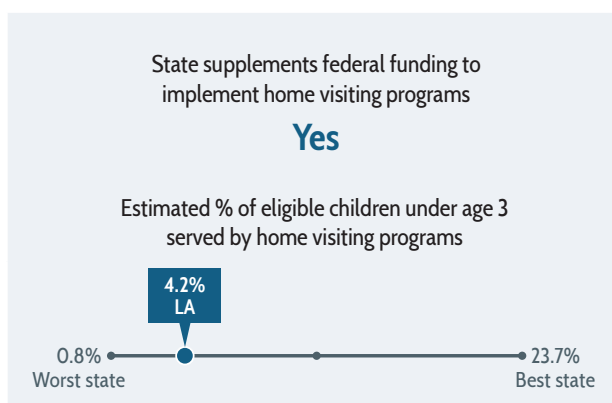 State supplements federal funding to
implement home visiting programs
Yes
Estimated % of eligible children under age 3
served by home visiting programs
4.2%
LA
0.8%
23.7%
Worst state
Best state